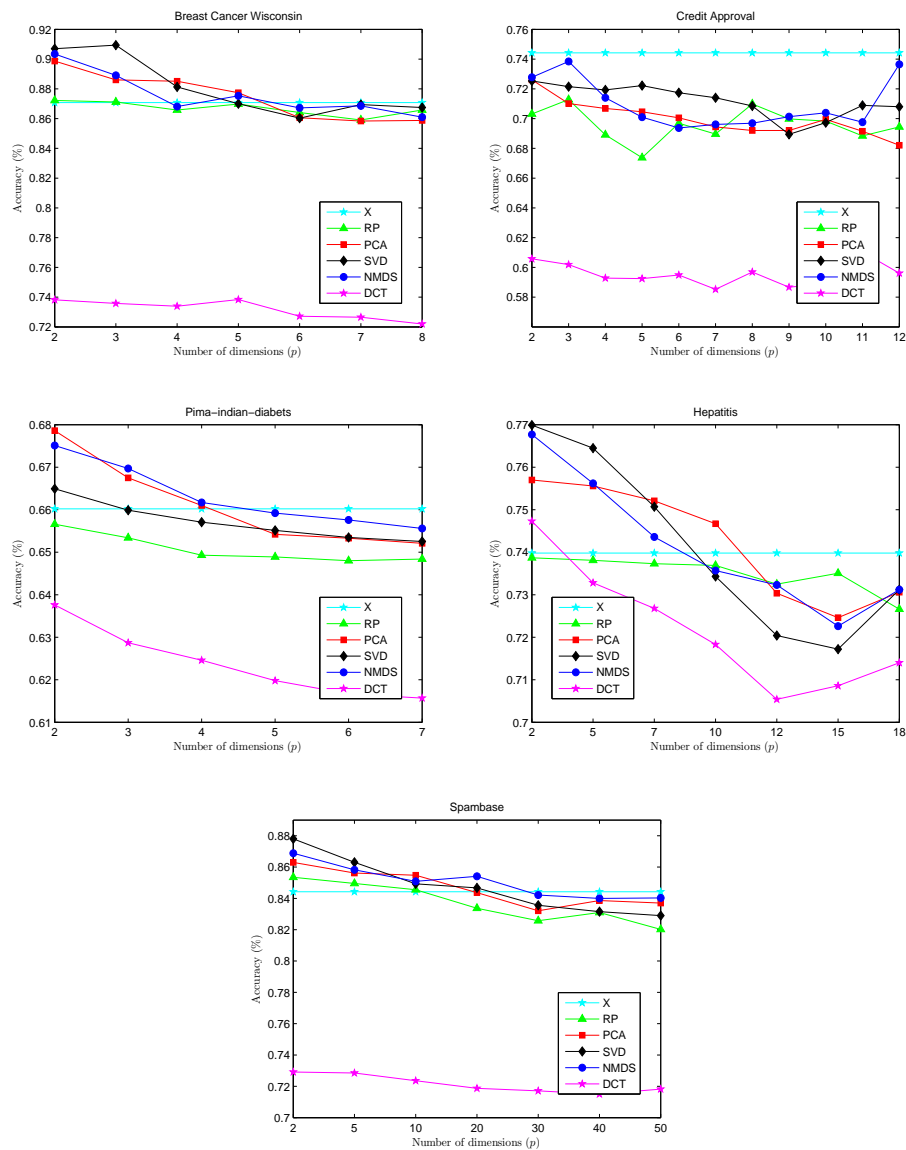 Breast Cancer Wisconsin
0.92
0.9
0.88
0.86
0.84
0.82
0.8
0.78
0.76
0.74
0.72
Accuracy (%)
X
RP
PCA
SVD
NMDS
DCT
2 3 4 5 6 7 8
Number of dimensions (p)
Credit Approval
0.76
0.74
0.72
0.7
0.68
0.66
0.64
0.62
0.6
0.58
Accuracy (%)
X
RP
PCA
SVD
NMDS
DCT
2 3 4 5 6 7 8 9 10 11 12
Number of dimensions (p)
Pima-indian-diabets
0.68
0.67
0.66
0.65
0.64
0.63
0.62
0.61
Accuracy (%)
X
RP
PCA
SVD
NMDS
DCT
2 3 4 5 6 7
Number of dimensions (p)
Hepatitis
0.77
0.76
0.75
0.74
0.73
0.72
0.71
0.7
Accuracy (%)
X
RP
PCA
SVD
NMDS
DCT
2 5 7 10 12 15 18
Number of dimensions (p)
Spambase
0.88
0.86
0.84
0.82
0.8
0.78
0.76
0.74
0.72
0.7
Accuracy (%)
X
RP
PCA
SVD
NMDS
DCT
2 5 10 20 30 40 50
Number of dimensions (p)